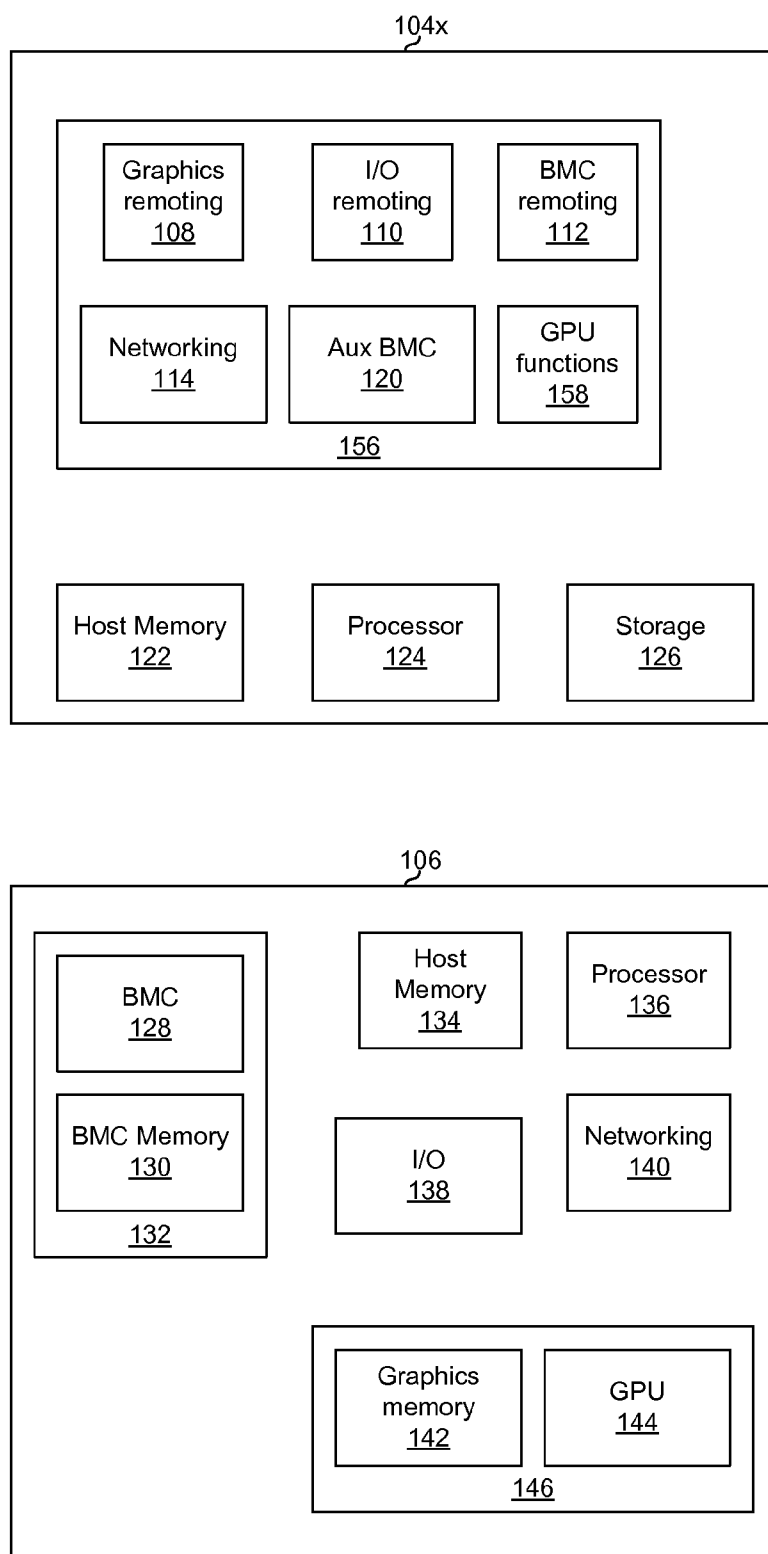 104x
Graphics
remoting
108
I/O
remoting
110
BMC
remoting
112
Networking
114
Aux BMC
120
GPU
functions
158
156
Host Memory
122
Processor
124
Storage
126
106
BMC
128
BMC Memory
130
132
Host
Memory
134
Processor
136
I/O
138
Networking
140
Graphics
memory
142
GPU
144
146